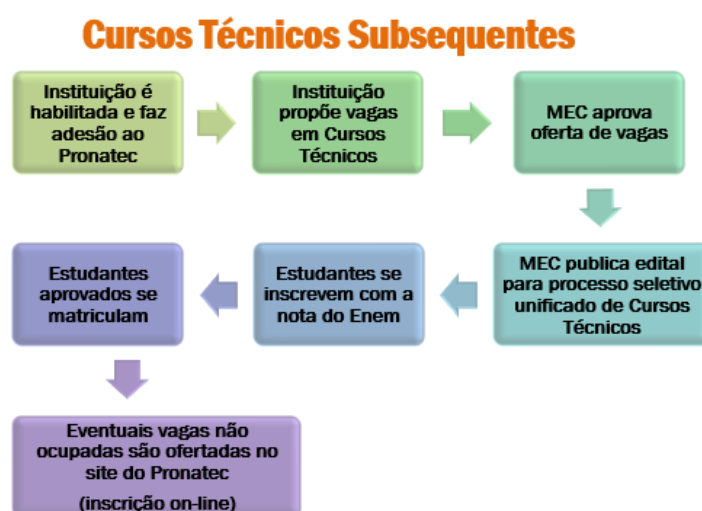 Cursos Técnicos Subsequentes
Instituição é
habilitada e faz
adesão ao
Pronatec
Instituição
propõe vagas
em Cursos
Técnicos
MEC aprova
oferta de vagas
MEC publica edital
para processo seletivo
unificado de Cursos
Técnicos
Estudantes se
inscrevem com a
nota do Enem
Estudantes
aprovados se
matriculam
Eventuais vagas não
ocupadas são ofertadas no
site do Pronatec
(inscrição on-line)